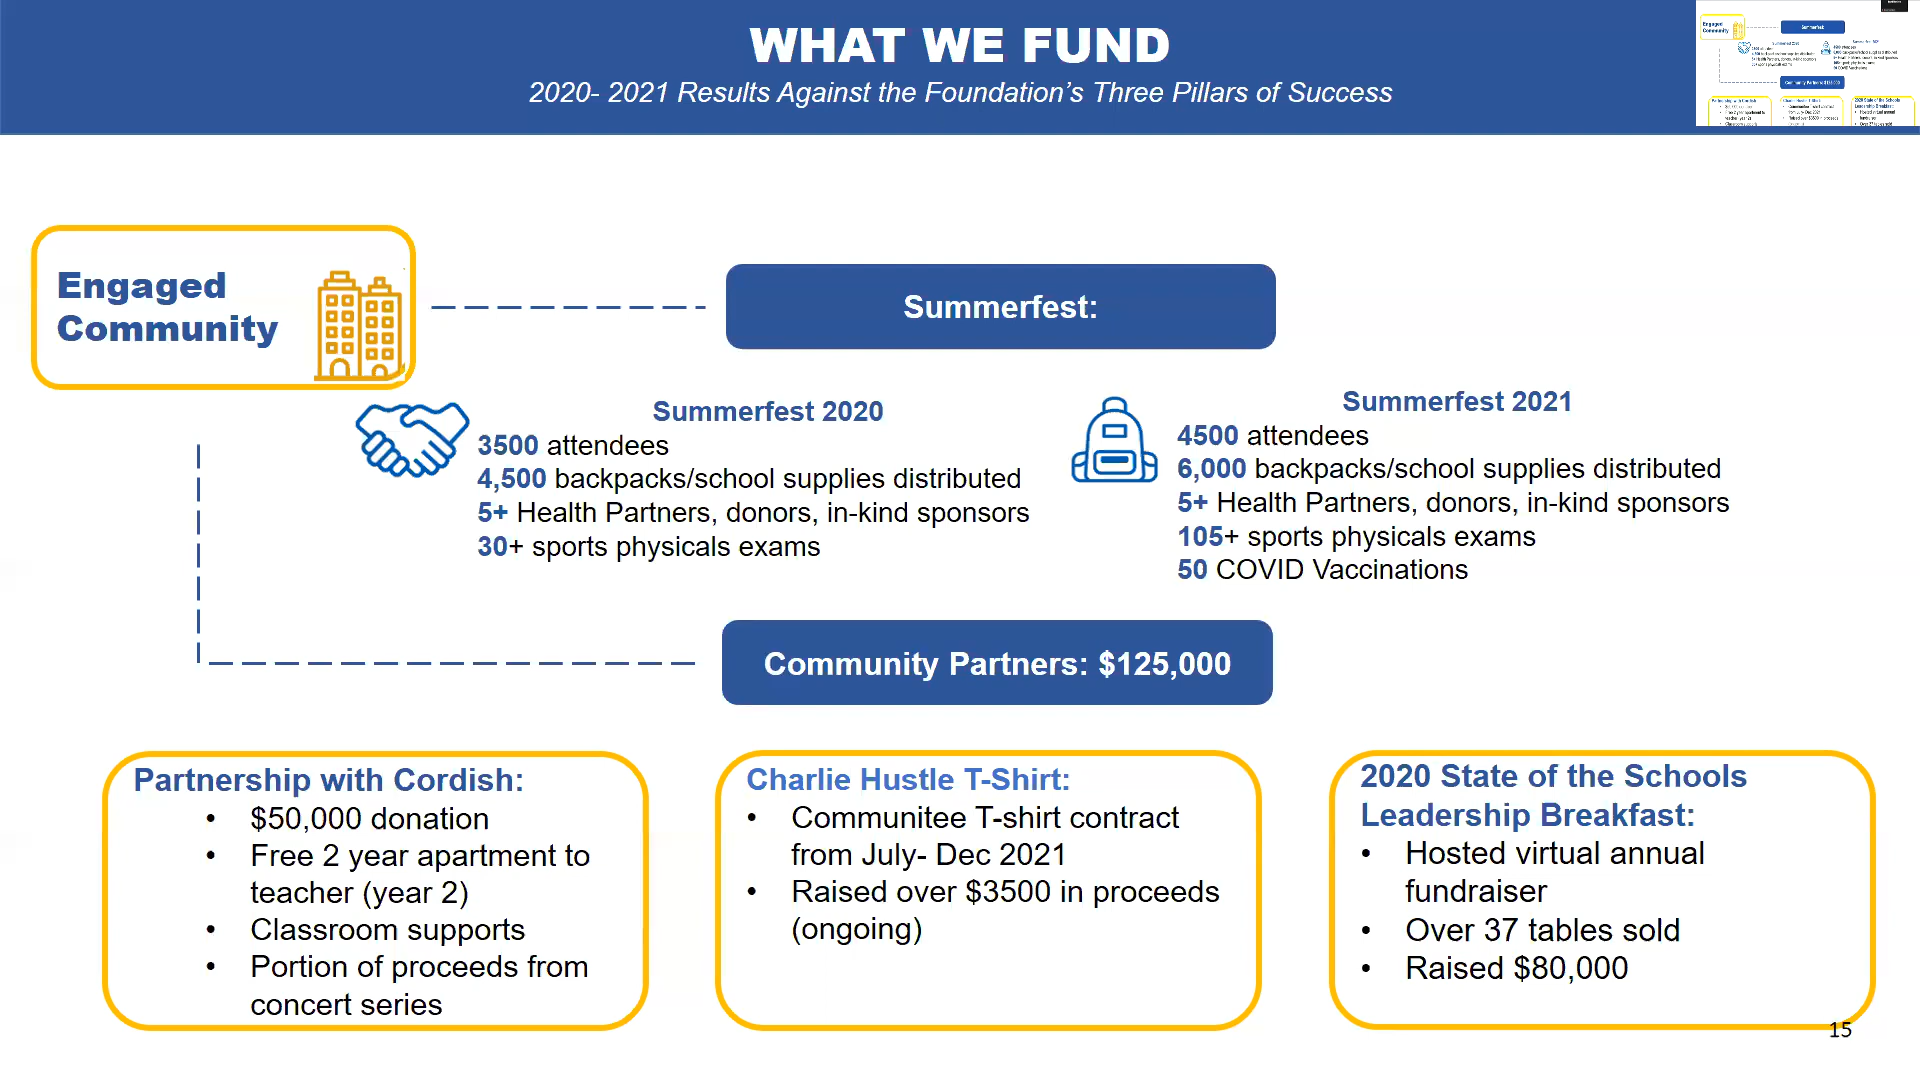 WHAT WE FUND
2020- 2021 Results Against the Foundation's Three Pillars of Success
Engaged
Community
Summerfest:
Summerfest 2020
3500 attendees
4,500 backpacks/school supplies distributed
5+ Health Partners, donors, in-kind sponsors
30+ sports physicals exams
Summerfest 2021
4500 attendees
6,000 backpacks/school supplies distributed
5+ Health Partners, donors, in-kind sponsors
105+ sports physicals exams
50 COVID Vaccinations
Community Partners: $125,000
Partnership with Cordish:
• $50,000 donation
• Free 2 year apartment to
teacher (year 2)
• Classroom supports
• Portion of proceeds from
concert series
Charlie Hustle T-Shirt:
• Communitee T-shirt contract
from July- Dec 2021
• Raised over $3500 in proceeds
(ongoing)
2020 State of the Schools
Leadership Breakfast:
• Hosted virtual annual
fundraiser
• Over 37 tables sold
• Raised $80,000
15